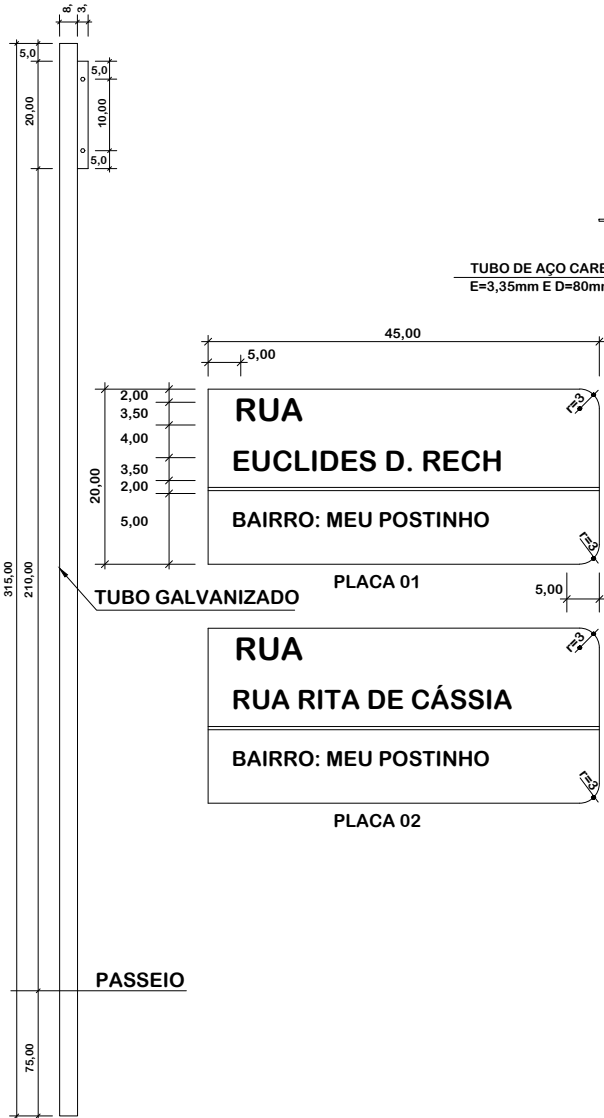 8,
3,
5,0
20,00
5,0
10,00
5,0
TUBO DE AÇO CARB
E=3,35mm E D=80mm
45,00
5,00
2,00
3,50
4,00
3,50
2,00
5,00
20,00
RUA
EUCLIDES D. RECH
BAIRRO: MEU POSTINHO
r=3
r=3
PLACA 01
315,00
210,00
TUBO GALVANIZADO
5,00
RUA
RUA RITA DE CÁSSIA
BAIRRO: MEU POSTINHO
r=3
r=3
PLACA 02
PASSEIO
75,00